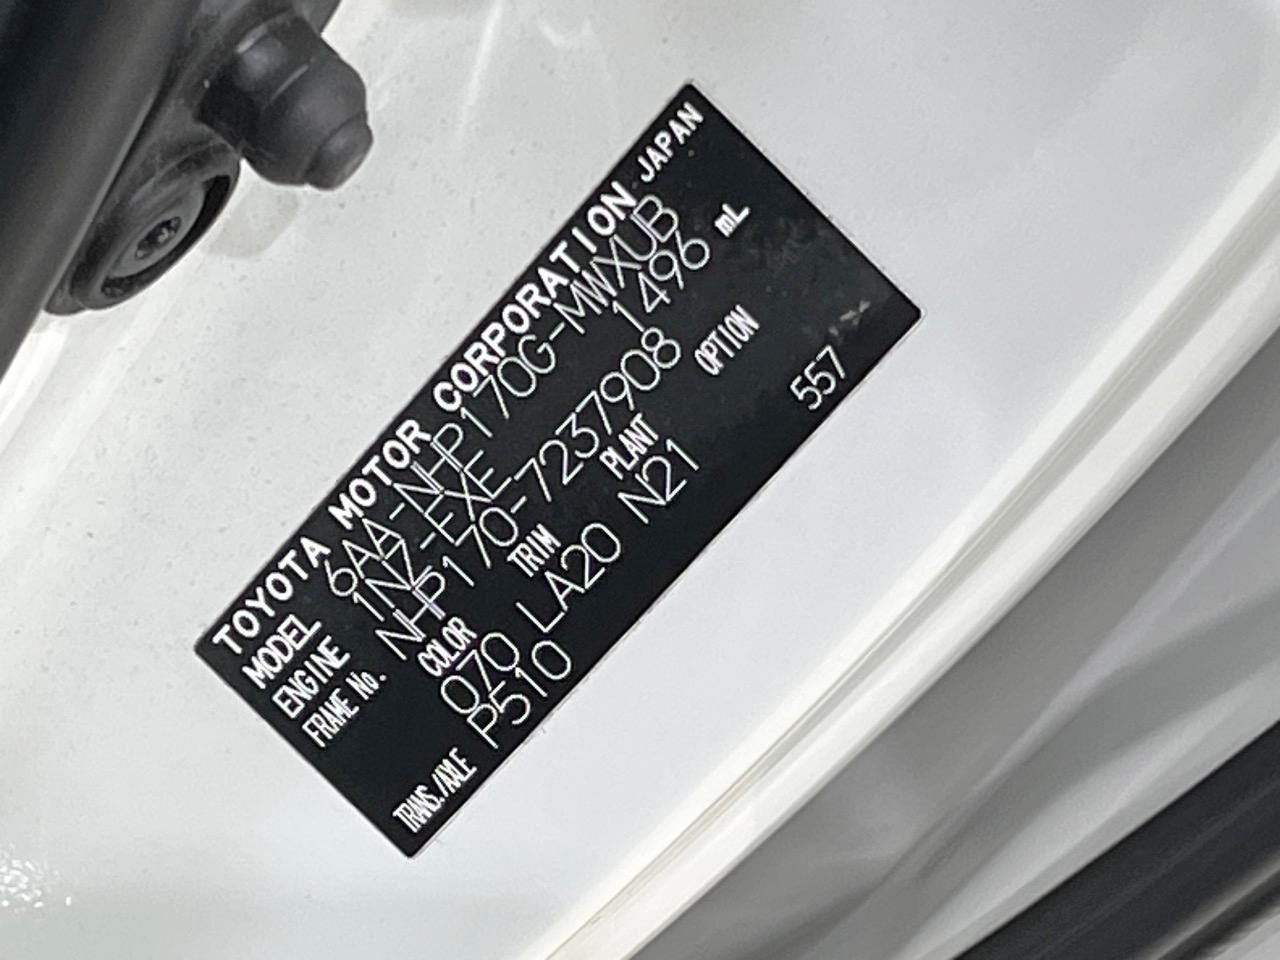 TOYOTA MOTOR CORPORATION JAPAN
MODEL 6AA-NHP170G-MWXUB
ENGINE 1NZ-EXE 1496 mL
FRAME No. NHP170-7237908
COLOR TRIM PLANT OPTION
070 LA20 N21
TRANS./AXLE P510 557